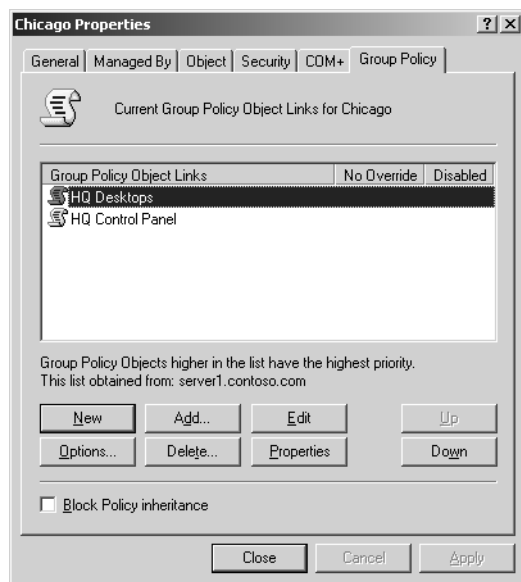 Chicago Properties
General Managed By Object Security COM+ Group Policy
Current Group Policy Object Links for Chicago
Group Policy Object Links No Override Disabled
HQ Desktops
HQ Control Panel
Group Policy Objects higher in the list have the highest priority.
This list obtained from: server1.contoso.com
New Add... Edit Up
Options... Delete... Properties Down
Block Policy inheritance
Close Cancel Apply